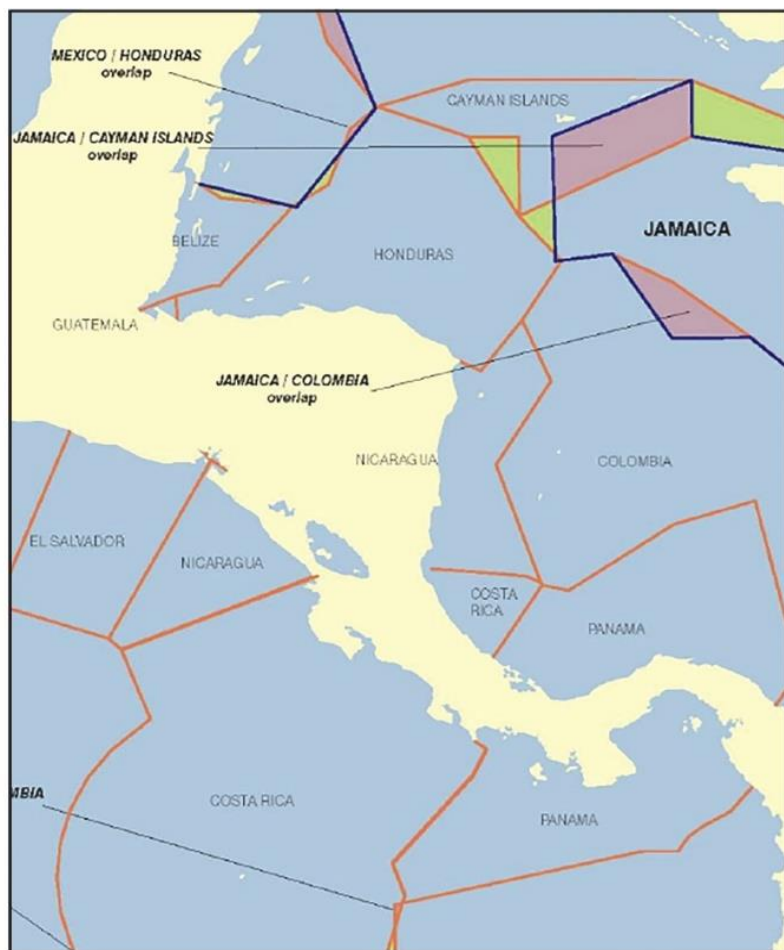 MEXICO / HONDURAS
overlap
CAYMAN ISLANDS
JAMAICA / CAYMAN ISLANDS
overlap
JAMAICA
BELIZE
HONDURAS
GUATEMALA
JAMAICA / COLOMBIA
overlap
NICARAGUA
COLOMBIA
EL SALVADOR
NICARAGUA
COSTA
RICA
PANAMA
MBIA
COSTA RICA
PANAMA